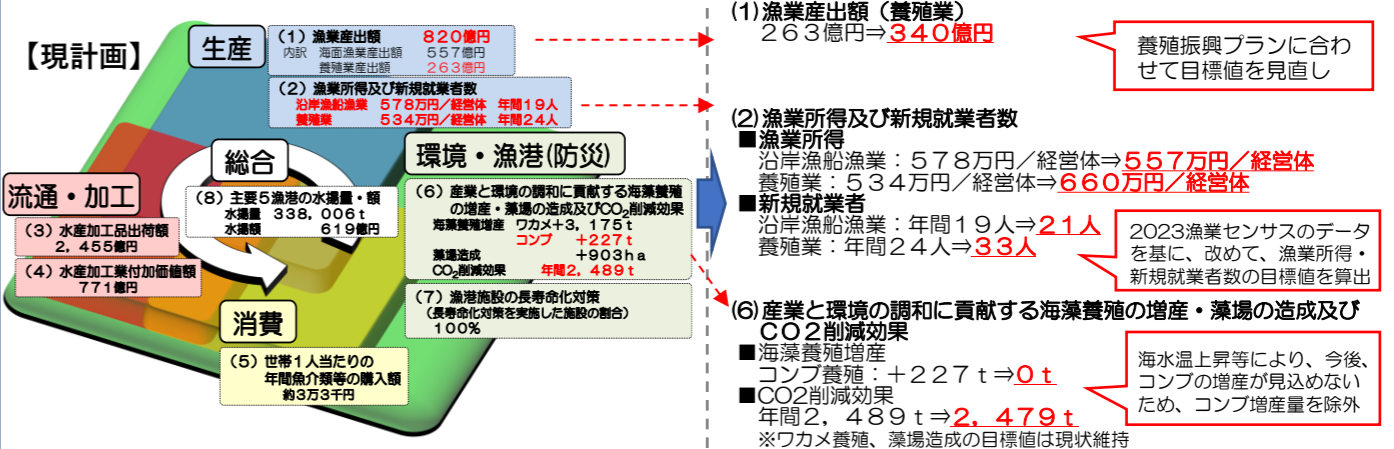 【現計画】
生産
(1)漁業産出額 820億円
内訳 海面漁業産出額 557億円
養殖業産出額 263億円
(2)漁業所得及び新規就業者数
沿岸漁船漁業 578万円/経営体 年間19人
養殖業 534万円/経営体 年間24人
総合
(8)主要5漁港の水揚量・額
水揚量 338,006t
水揚額 619億円
流通・加工
(3)水産加工品出荷額
2,455億円
(4)水産加工業付加価値額
771億円
消費
(5)世帯1人当たりの
年間魚介類等の購入額
約3万3千円
環境・漁港(防災)
(6)産業と環境の調和に貢献する海藻養殖
の増産・藻場の造成及びCO2削減効果
海藻養殖増産 ワカメ+3,175t
コンブ +227t
藻場造成 +903ha
CO2削減効果 年間2,489t
(7)漁港施設の長寿命化対策
(長寿命化対策を実施した施設の割合)
100%
(1)漁業産出額(養殖業)
263億円⇒340億円
養殖振興プランに合わ
せて目標値を見直し
(2)漁業所得及び新規就業者数
■漁業所得
沿岸漁船漁業:578万円/経営体⇒557万円/経営体
養殖業:534万円/経営体⇒660万円/経営体
■新規就業者
沿岸漁船漁業:年間19人⇒21人
養殖業:年間24人⇒33人
2023漁業センサスのデータ
を基に、改めて、漁業所得・
新規就業者数の目標値を算出
(6)産業と環境の調和に貢献する海藻養殖の増産・藻場の造成及び
CO2削減効果
■海藻養殖増産
コンブ養殖:+227t⇒0t
■CO2削減効果
年間2,489t⇒2,479t
※ワカメ養殖、藻場造成の目標値は現状維持
海水温上昇等により、今後、
コンブの増産が見込めない
ため、コンブ増産量を除外